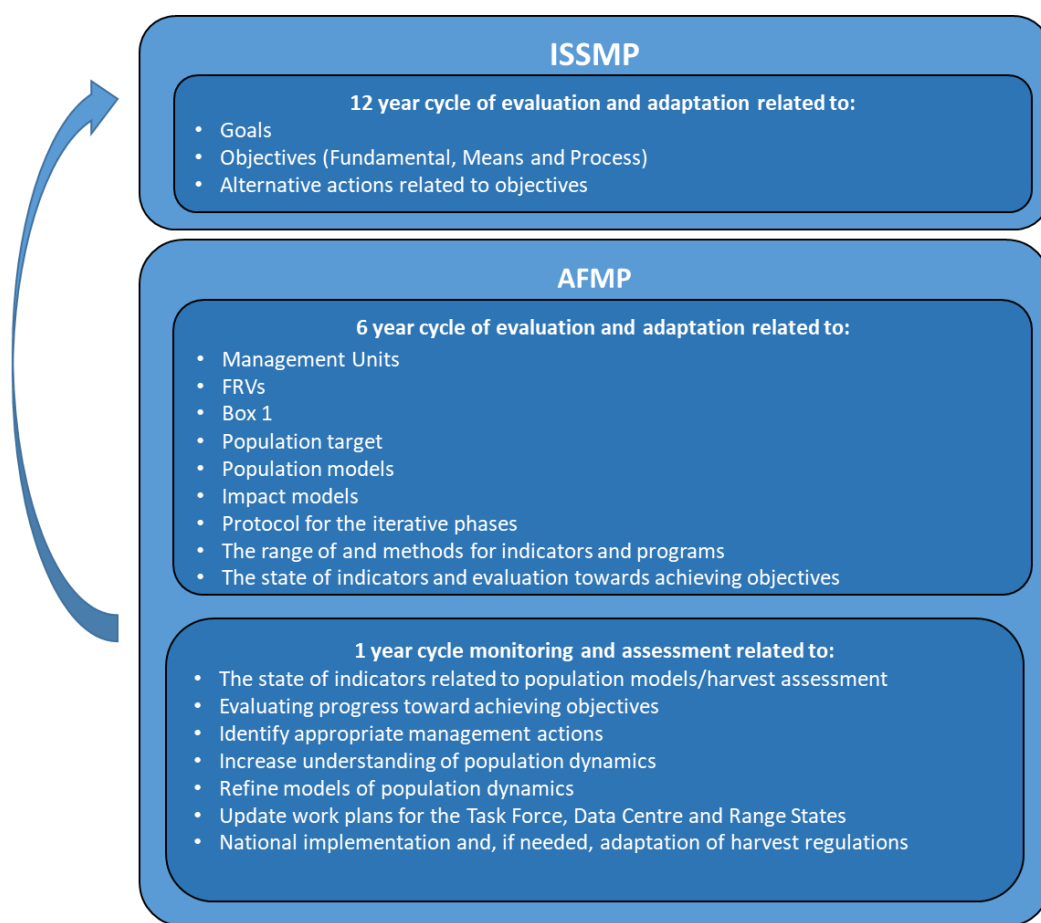 ISSMP
12 year cycle of evaluation and adaptation related to:
• Goals
• Objectives (Fundamental, Means and Process)
• Alternative actions related to objectives
AFMP
6 year cycle of evaluation and adaptation related to:
• Management Units
• FRVs
• Box 1
• Population target
• Population models
• Impact models
• Protocol for the iterative phases
• The range of and methods for indicators and programs
• The state of indicators and evaluation towards achieving objectives
1 year cycle monitoring and assessment related to:
• The state of indicators related to population models/harvest assessment
• Evaluating progress toward achieving objectives
• Identify appropriate management actions
• Increase understanding of population dynamics
• Refine models of population dynamics
• Update work plans for the Task Force, Data Centre and Range States
• National implementation and, if needed, adaptation of harvest regulations